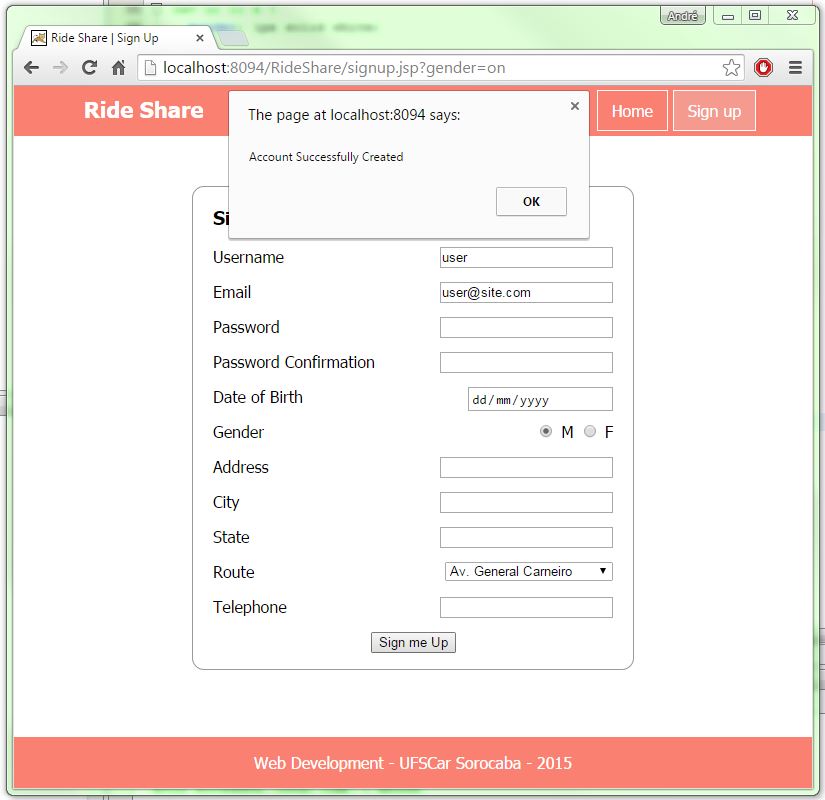 André
Ride Share | Sign Up
localhost:8094/RideShare/signup.jsp?gender=on
Ride Share
Home
Sign up
The page at localhost:8094 says:
Account Successfully Created
OK
Username
user
Email
user@site.com
Password
Password Confirmation
Date of Birth
dd/mm/yyyy
Gender
M
F
Address
City
State
Route
Av. General Carneiro
Telephone
Sign me Up
Web Development - UFSCar Sorocaba - 2015